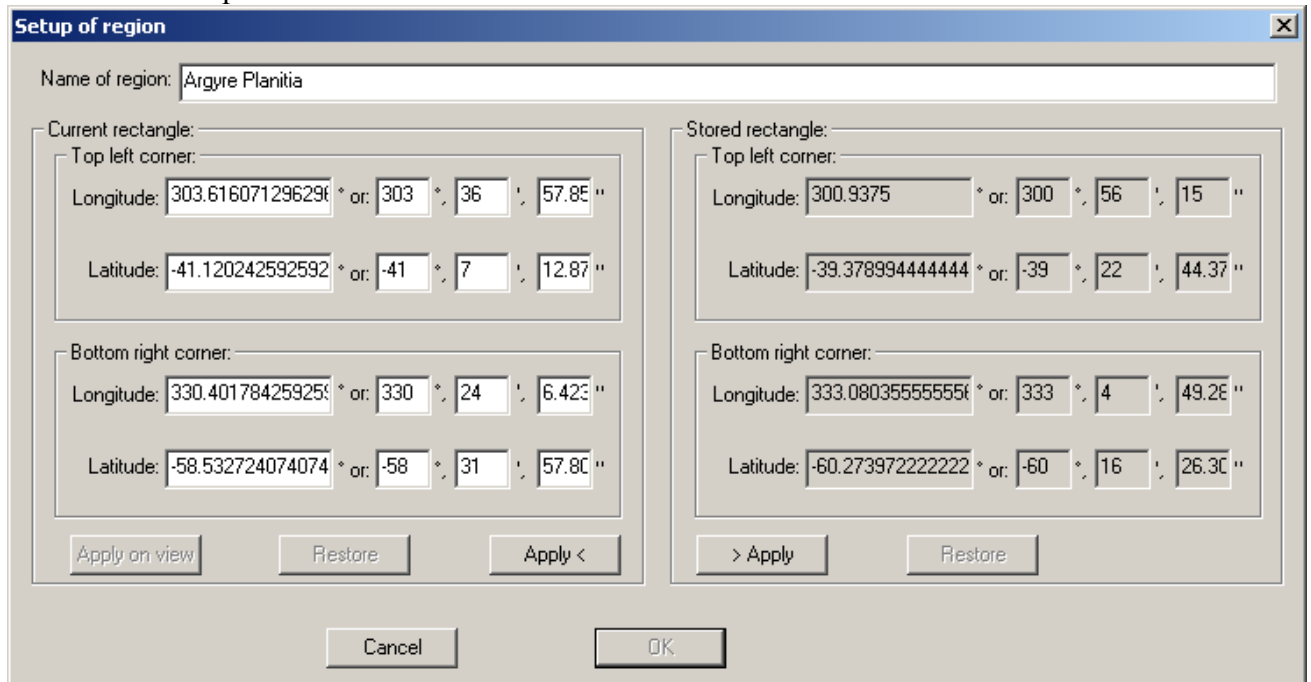 Setup of region
Name of region: Argyre Planitia
Current rectangle:
Top left corner:
Longitude: 303.616071296296 ° or: 303 °, 36 ', 57.85 "
Latitude: -41.120242592592 ° or: -41 °, 7 ', 12.87 "
Bottom right corner:
Longitude: 330.401784259259 ° or: 330 °, 24 ', 6.423 "
Latitude: -58.532724074074 ° or: -58 °, 31 ', 57.80 "
Apply on view Restore Apply <
Stored rectangle:
Top left corner:
Longitude: 300.9375 ° or: 300 °, 56 ', 15 "
Latitude: -39.378994444444 ° or: -39 °, 22 ', 44.37 "
Bottom right corner:
Longitude: 333.080355555556 ° or: 333 °, 4 ', 49.28 "
Latitude: -60.273972222222 ° or: -60 °, 16 ', 26.30 "
> Apply Restore
Cancel OK